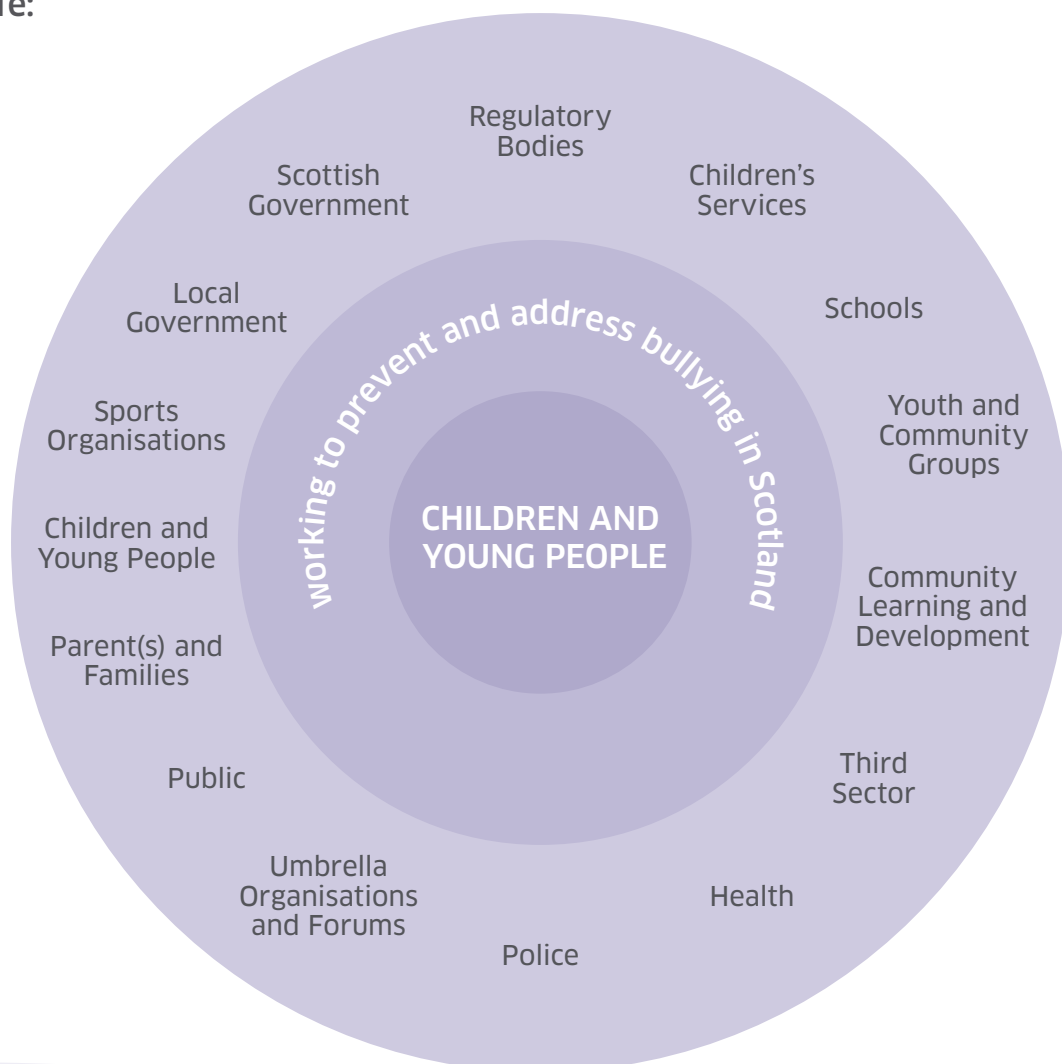 Regulatory
Bodies
Children's
Services
Schools
Youth and
Community
Groups
Community
Learning and
Development
Third
Sector
Health
Police
Umbrella
Organisations
and Forums
Public
Parent(s) and
Families
Children and
Young People
Sports
Organisations
Local
Government
Scottish
Government
working to prevent and address bullying in Scotland
CHILDREN AND
YOUNG PEOPLE